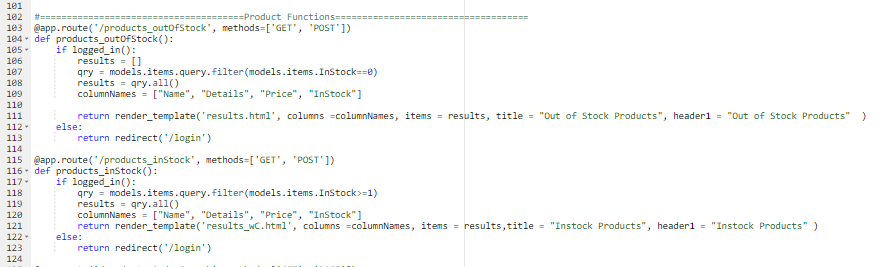 101
102 #======================================Product Functions====================================
103 @app.route('/products_outOfStock', methods=['GET', 'POST'])
104 def products_outOfStock():
105 if logged_in():
106 results = []
107 qry = models.items.query.filter(models.items.InStock==0)
108 results = qry.all()
109 columnNames = ["Name", "Details", "Price", "InStock"]
110
111 return render_template('results.html', columns =columnNames, items = results, title = "Out of Stock Products", header1 = "Out of Stock Products" )
112 else:
113 return redirect('/login')
114
115 @app.route('/products_inStock', methods=['GET', 'POST'])
116 def products_inStock():
117 if logged_in():
118 qry = models.items.query.filter(models.items.InStock>=1)
119 results = qry.all()
120 columnNames = ["Name", "Details", "Price", "InStock"]
121 return render_template('results_wC.html', columns =columnNames, items = results,title = "Instock Products", header1 = "Instock Products" )
122 else:
123 return redirect('/login')
124